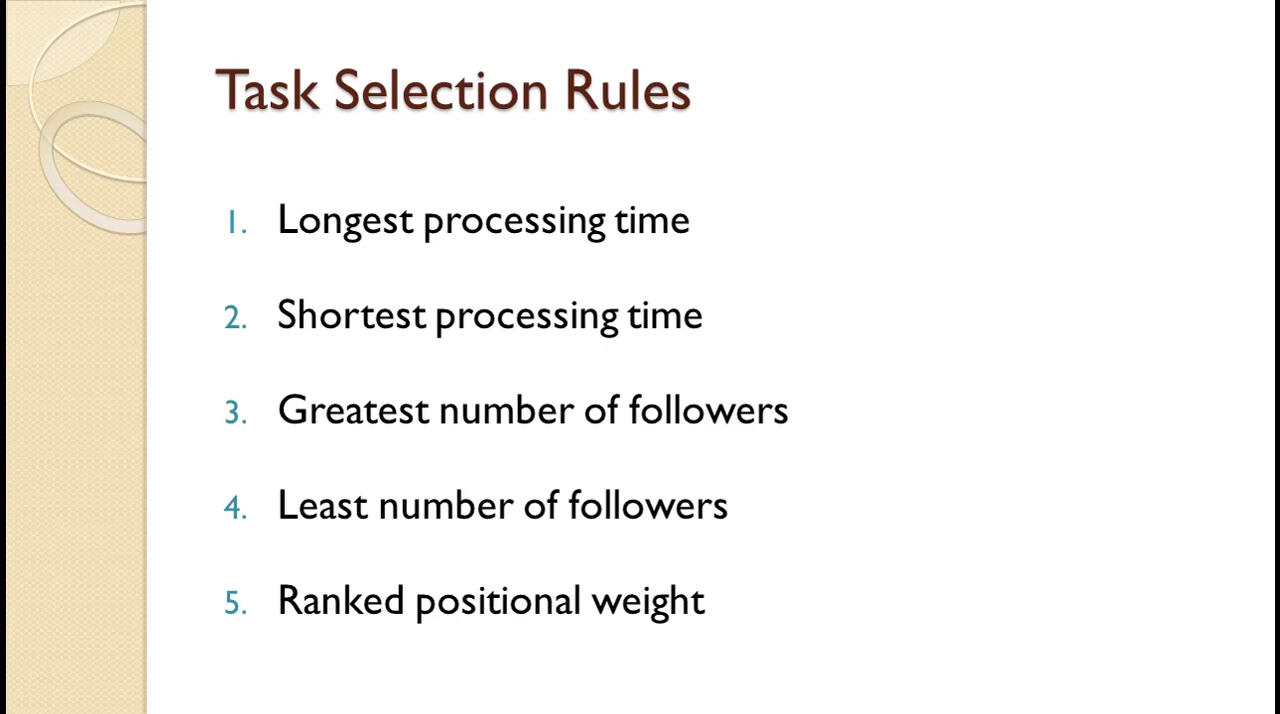 Task Selection Rules
1. Longest processing time
2. Shortest processing time
3. Greatest number of followers
4. Least number of followers
5. Ranked positional weight